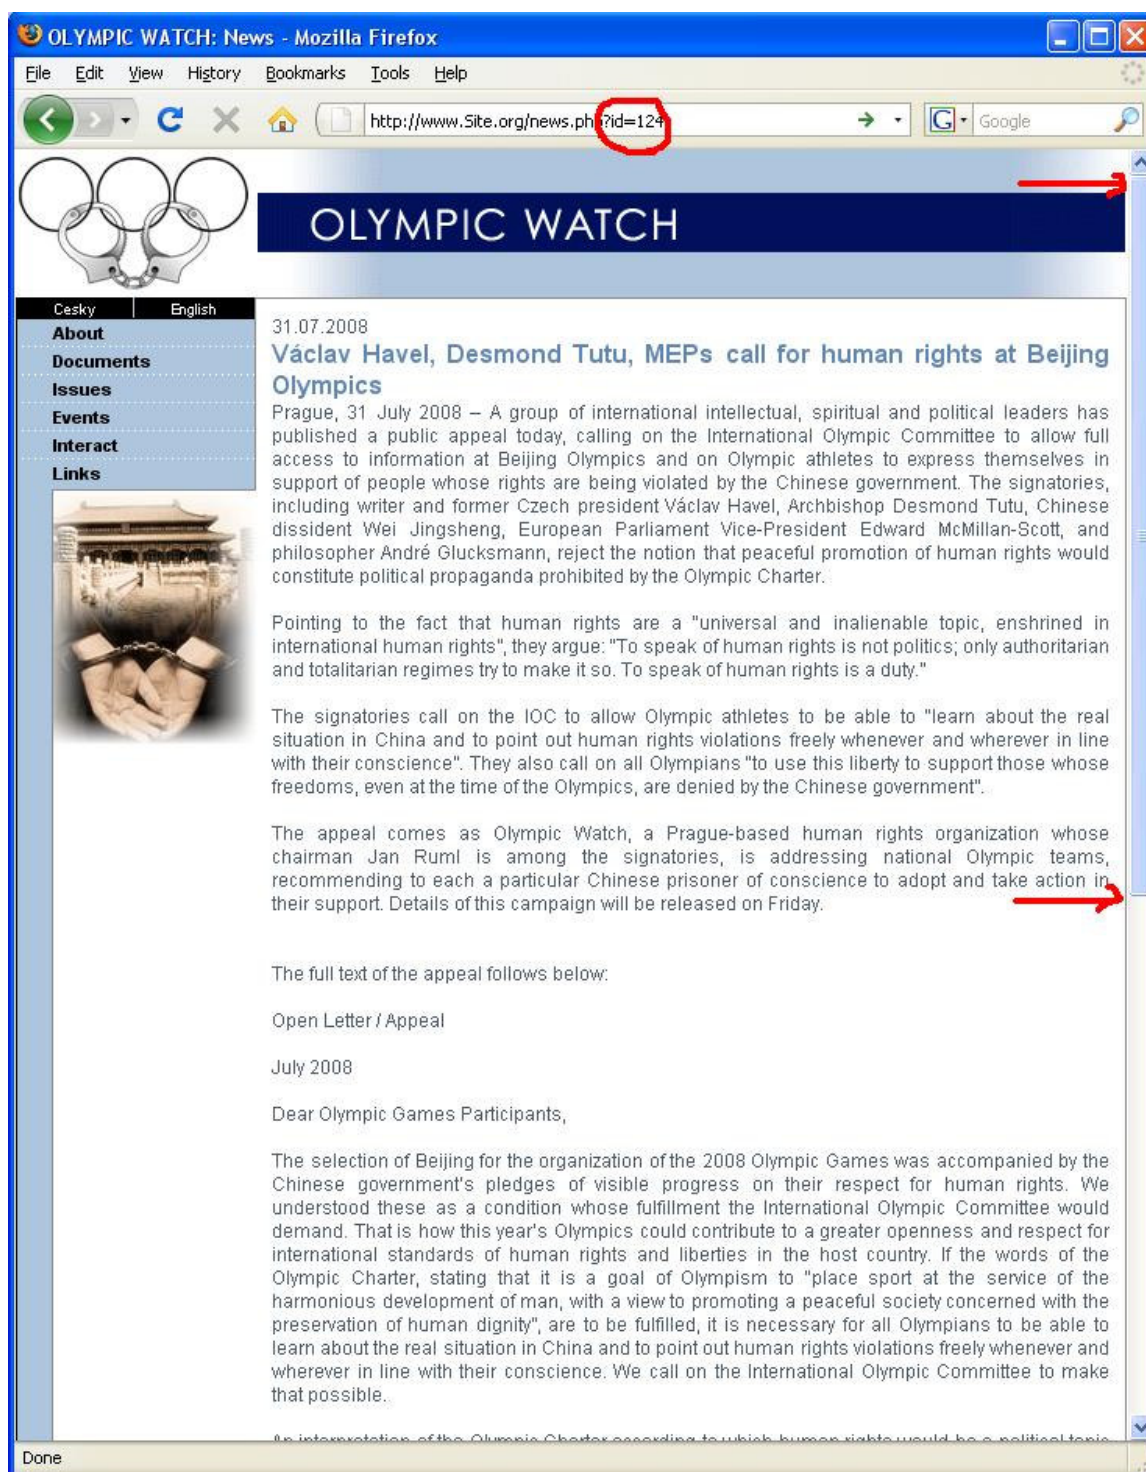 OLYMPIC WATCH: News - Mozilla Firefox
File Edit View History Bookmarks Tools Help
http://www.Site.org/news.php?id=124
G Google
OLYMPIC WATCH
Cesky English
About
Documents
Issues
Events
Interact
Links
31.07.2008
Václav Havel, Desmond Tutu, MEPs call for human rights at Beijing
Olympics
Prague, 31 July 2008 – A group of international intellectual, spiritual and political leaders has
published a public appeal today, calling on the International Olympic Committee to allow full
access to information at Beijing Olympics and on Olympic athletes to express themselves in
support of people whose rights are being violated by the Chinese government. The signatories,
including writer and former Czech president Václav Havel, Archbishop Desmond Tutu, Chinese
dissident Wei Jingsheng, European Parliament Vice-President Edward McMillan-Scott, and
philosopher André Glucksmann, reject the notion that peaceful promotion of human rights would
constitute political propaganda prohibited by the Olympic Charter.
Pointing to the fact that human rights are a "universal and inalienable topic, enshrined in
international human rights", they argue: "To speak of human rights is not politics; only authoritarian
and totalitarian regimes try to make it so. To speak of human rights is a duty."
The signatories call on the IOC to allow Olympic athletes to be able to "learn about the real
situation in China and to point out human rights violations freely whenever and wherever in line
with their conscience". They also call on all Olympians "to use this liberty to support those whose
freedoms, even at the time of the Olympics, are denied by the Chinese government".
The appeal comes as Olympic Watch, a Prague-based human rights organization whose
chairman Jan Ruml is among the signatories, is addressing national Olympic teams,
recommending to each a particular Chinese prisoner of conscience to adopt and take action in
their support. Details of this campaign will be released on Friday.
The full text of the appeal follows below:
Open Letter / Appeal
July 2008
Dear Olympic Games Participants,
The selection of Beijing for the organization of the 2008 Olympic Games was accompanied by the
Chinese government's pledges of visible progress on their respect for human rights. We
understood these as a condition whose fulfillment the International Olympic Committee would
demand. That is how this year's Olympics could contribute to a greater openness and respect for
international standards of human rights and liberties in the host country. If the words of the
Olympic Charter, stating that it is a goal of Olympism to "place sport at the service of the
harmonious development of man, with a view to promoting a peaceful society concerned with the
preservation of human dignity", are to be fulfilled, it is necessary for all Olympians to be able to
learn about the real situation in China and to point out human rights violations freely whenever and
wherever in line with their conscience. We call on the International Olympic Committee to make
that possible.
An interpretation of the Olympic Charter according to which human rights would be a political topic
Done